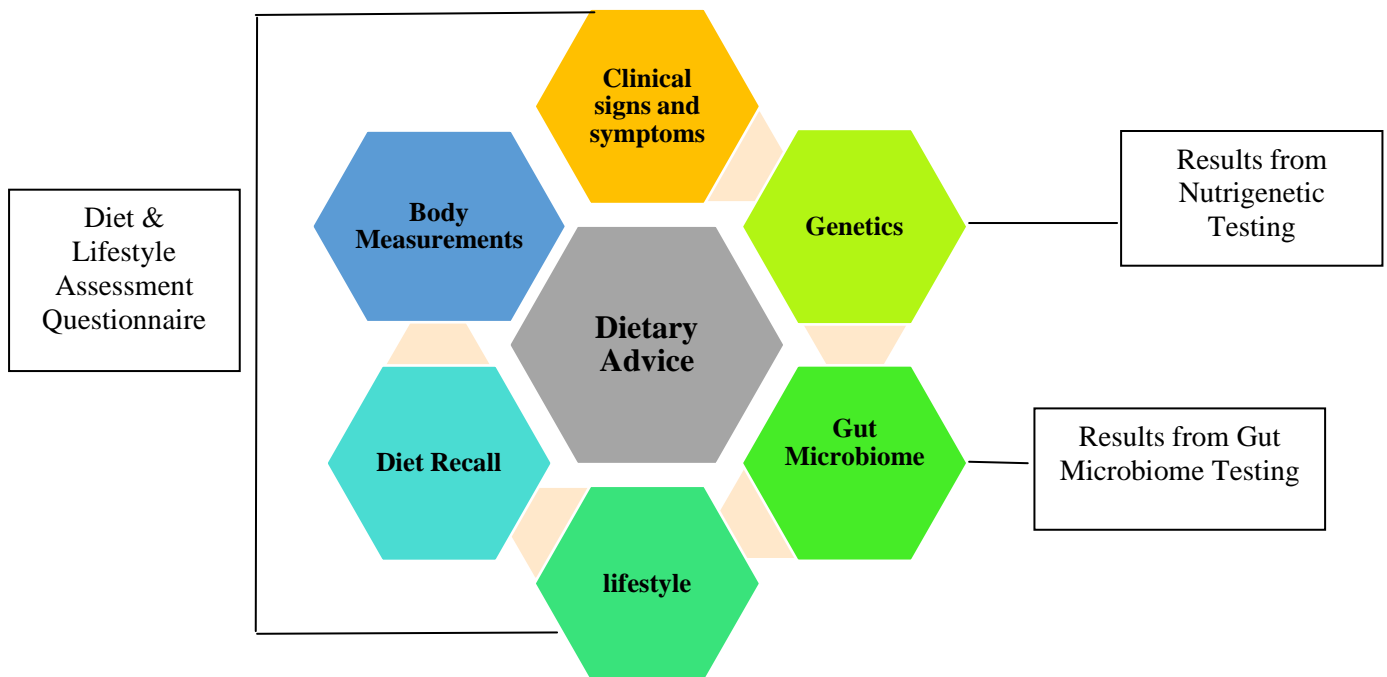 Clinical
signs and
symptoms
Body
Measurements
Genetics
Results from
Nutrigenetic
Testing
Diet &
Lifestyle
Assessment
Questionnaire
Dietary
Advice
Diet Recall
Gut
Microbiome
Results from Gut
Microbiome Testing
lifestyle